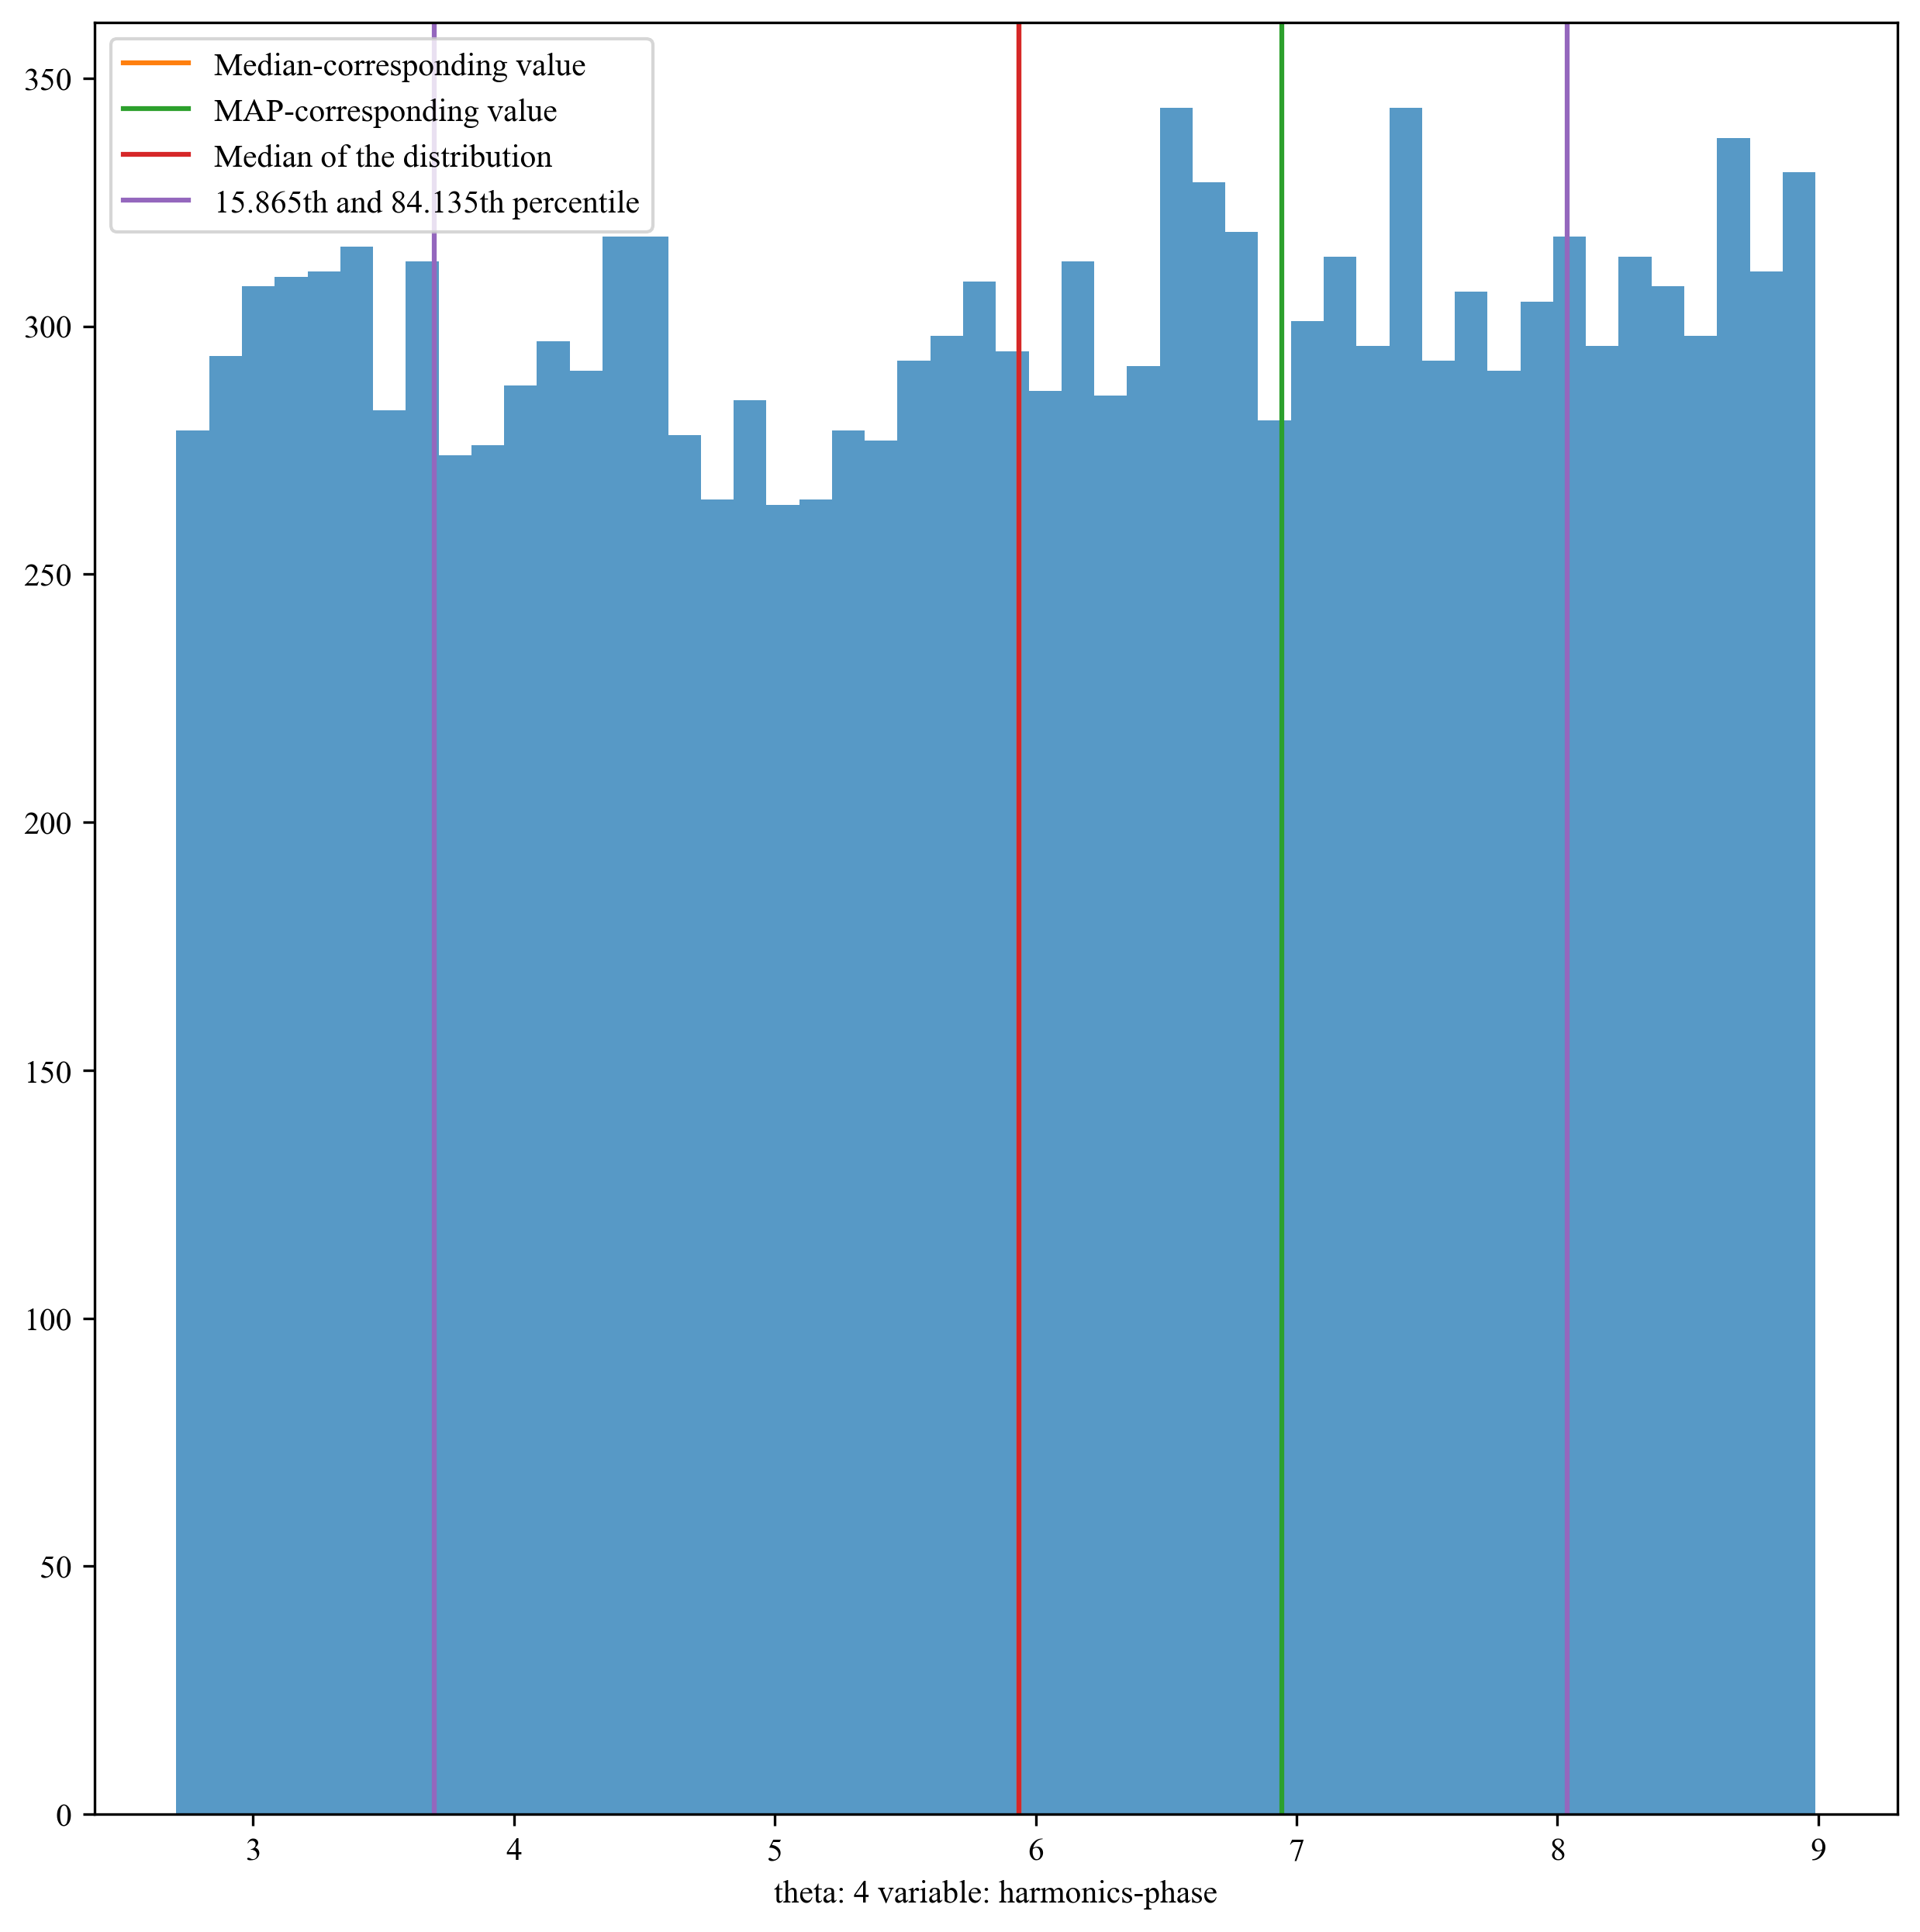 Median-corresponding value
MAP-corresponding value
Median of the distribution
15.865th and 84.135th percentile
350
300
250
200
150
100
50
0
3 4 5 6 7 8 9
theta: 4 variable: harmonics-phase